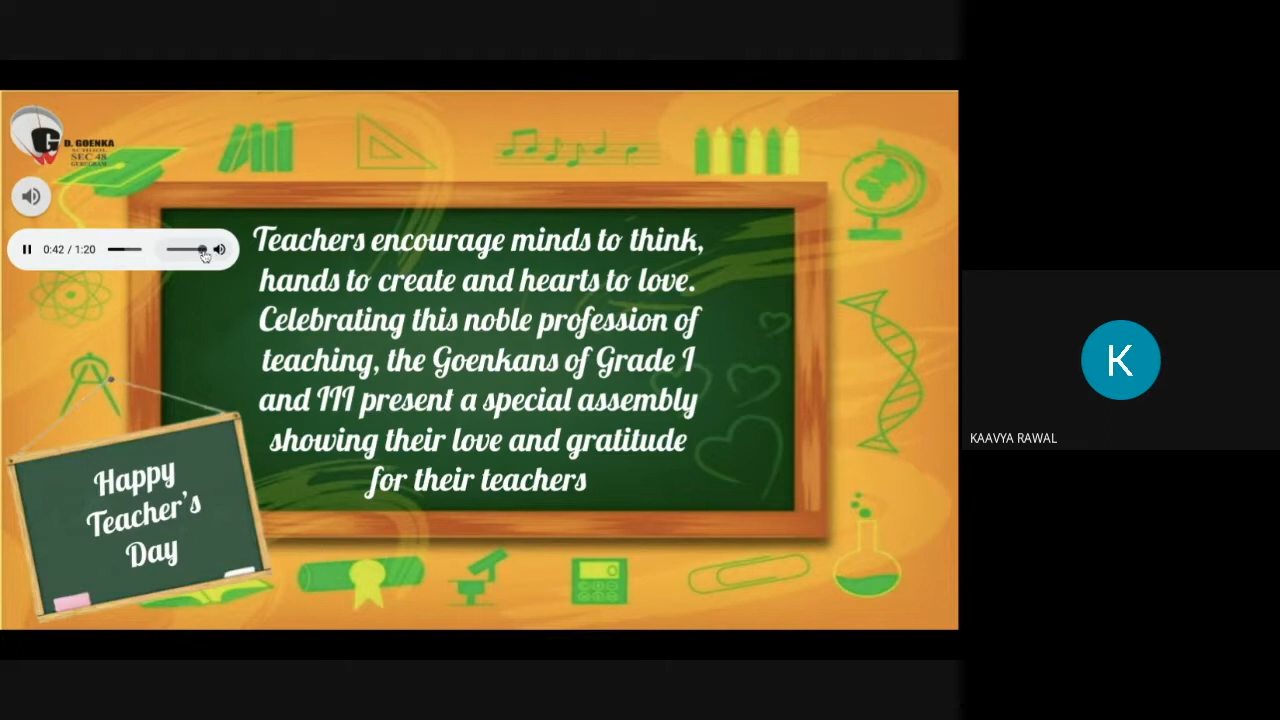 G
D. GOENKA
SCHOOL
SEC 48
GURUGRAM
0:42 / 1:20
Teachers encourage minds to think,
hands to create and hearts to love.
Celebrating this noble profession of
teaching, the Goenkans of Grade I
and III present a special assembly
showing their love and gratitude
for their teachers
Happy
Teacher's
Day
K
KAAVYA RAWAL